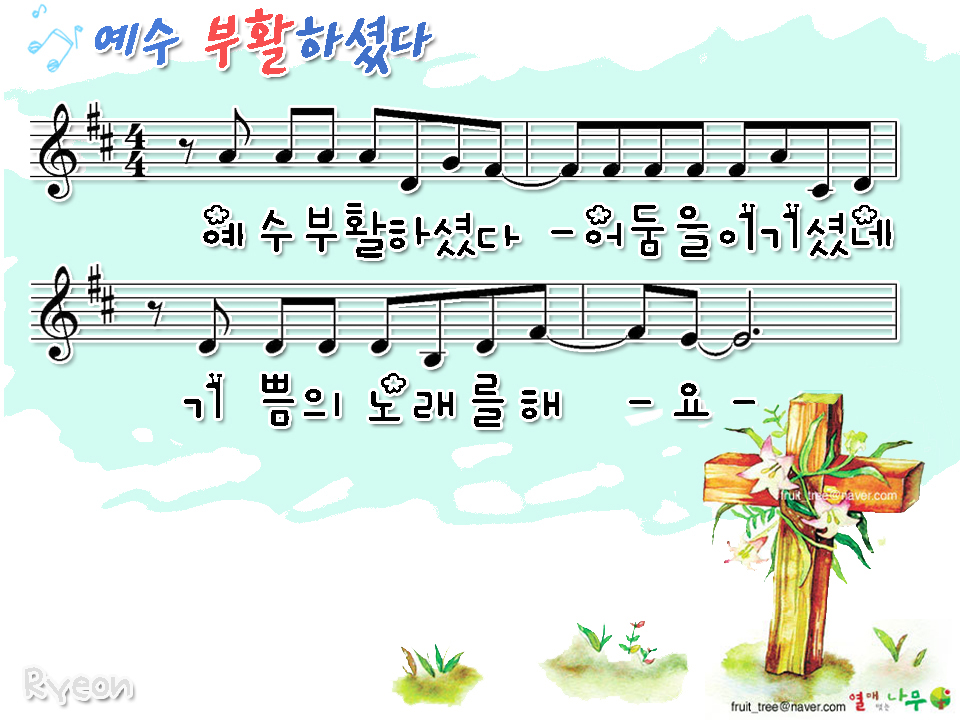 예수 부활하셨다
예수부활하셨다 -어둠을이기셨네
기 쁨의 노래를해 - 요 -
fruit_tree@naver.com
Ryeon
fruit_tree@naver.com 열매 맺는 나무